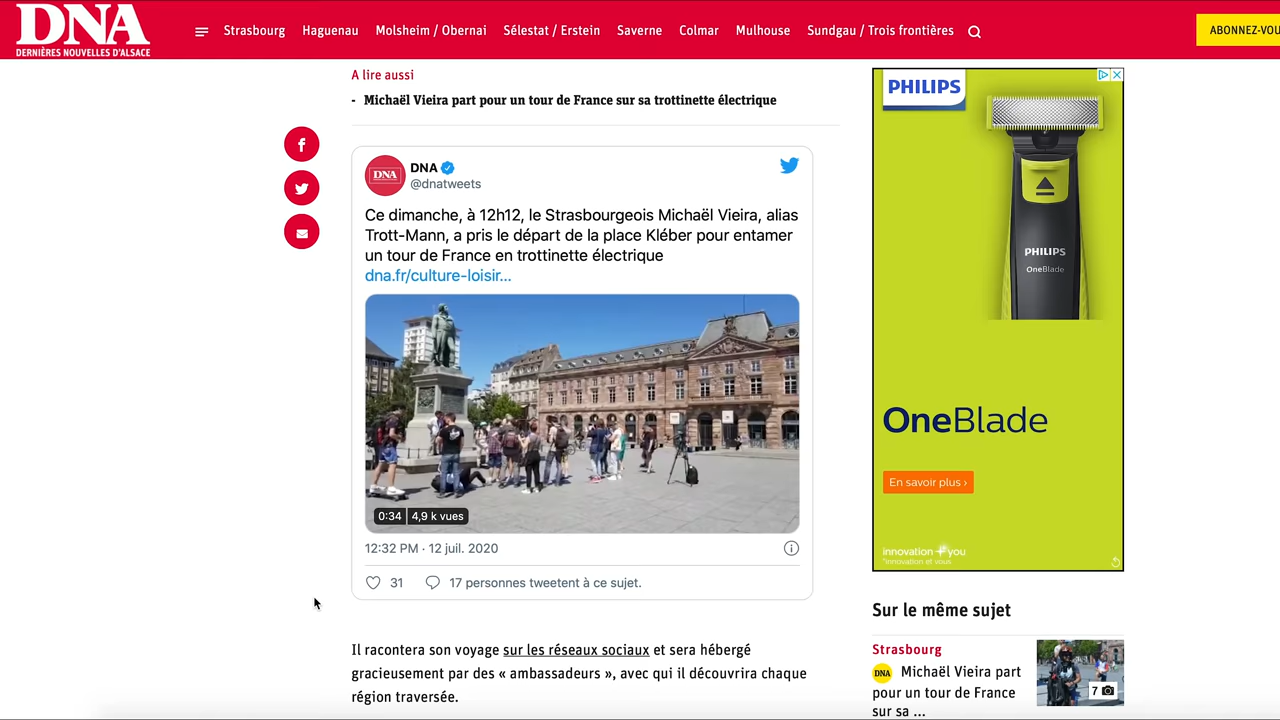 DNA
DERNIÈRES NOUVELLES D'ALSACE
Strasbourg Haguenau Molsheim / Obernai Sélestat / Erstein Saverne Colmar Mulhouse Sundgau / Trois frontières
ABONNEZ-VOU
A lire aussi
- Michaël Vieira part pour un tour de France sur sa trottinette électrique
DNA
DNA
@dnatweets
Ce dimanche, à 12h12, le Strasbourgeois Michaël Vieira, alias
Trott-Mann, a pris le départ de la place Kléber pour entamer
un tour de France en trottinette électrique
dna.fr/culture-loisir...
0:34 4,9 k vues
12:32 PM · 12 juil. 2020
31 17 personnes tweetent à ce sujet.
Il racontera son voyage sur les réseaux sociaux et sera hébergé
gracieusement par des « ambassadeurs », avec qui il découvrira chaque
région traversée.
PHILIPS
PHILIPS
OneBlade
OneBlade
En savoir plus ›
innovation+you
*innovation et vous
Sur le même sujet
Strasbourg
DNA Michaël Vieira part
pour un tour de France
sur sa ...
7